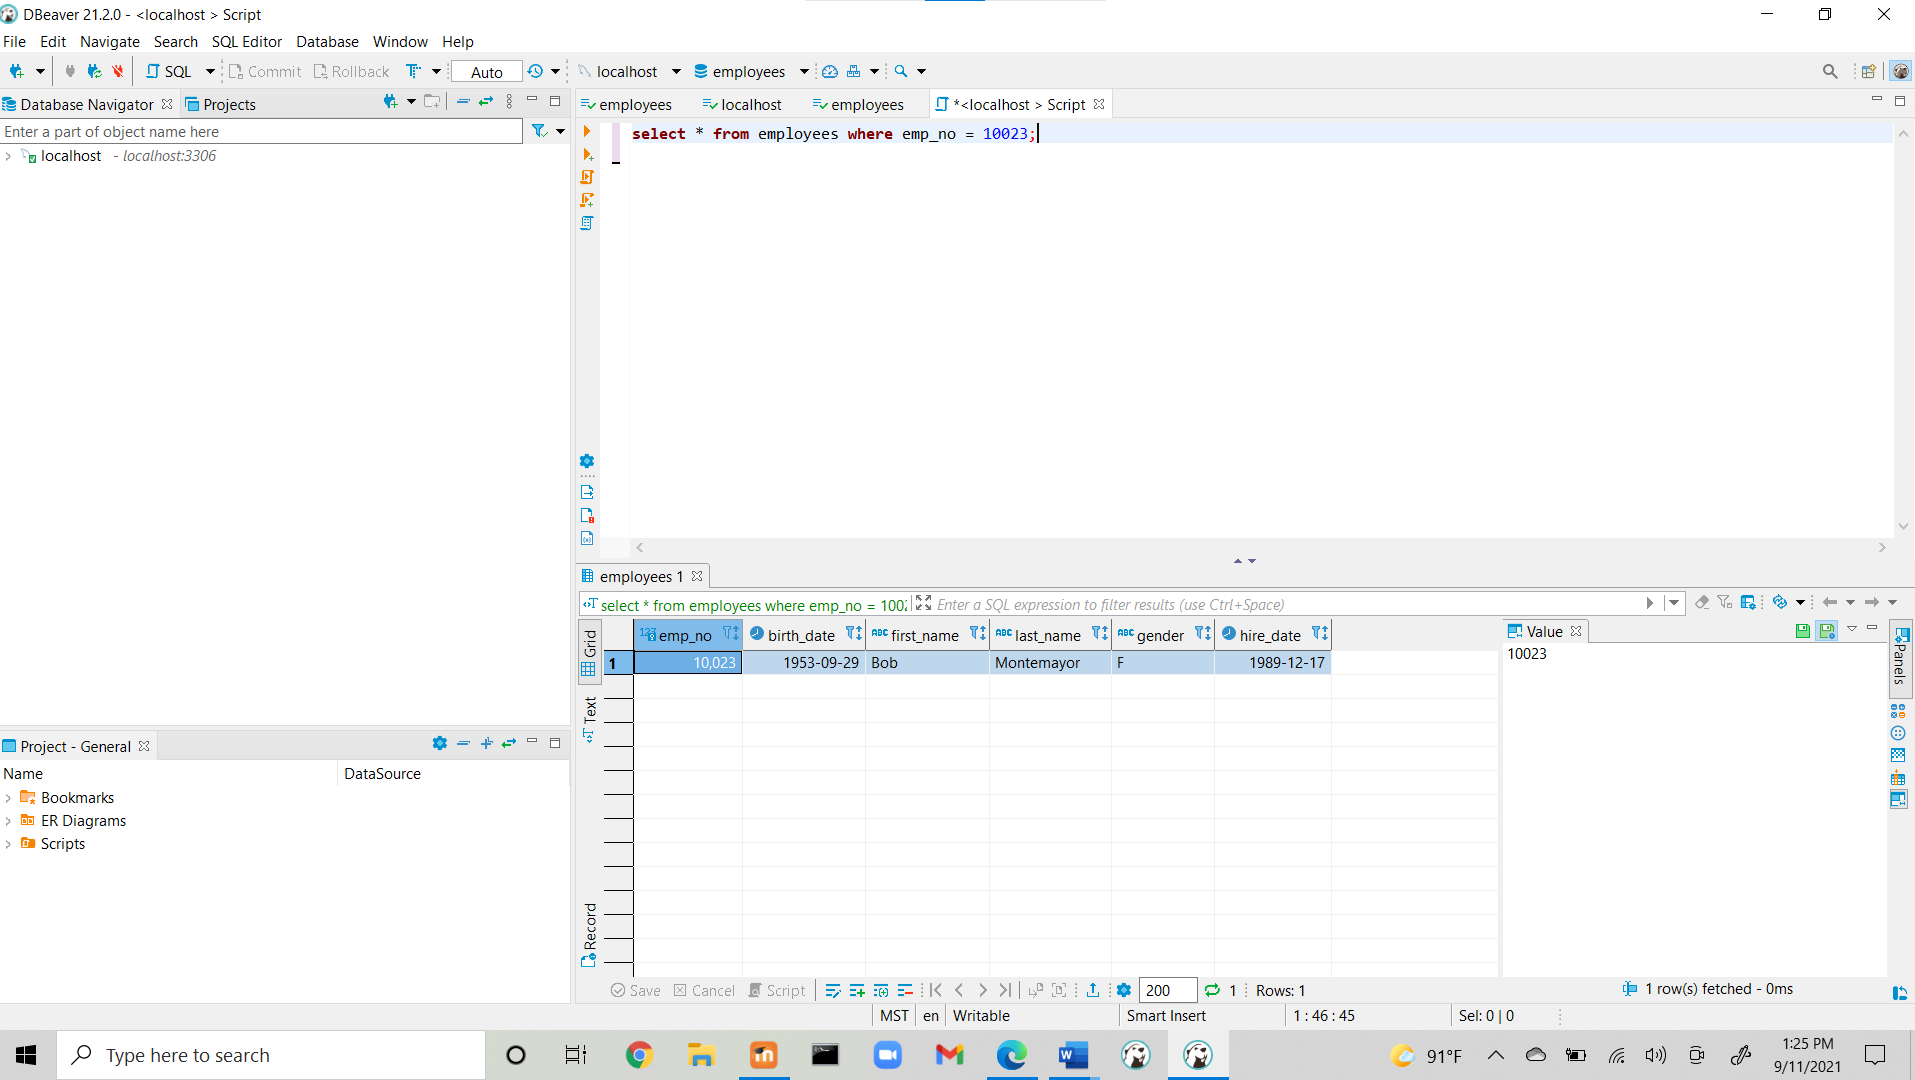 DBeaver 21.2.0 - <localhost > Script
File Edit Navigate Search SQL Editor Database Window Help
SQL Commit Rollback Auto localhost employees
Database Navigator Projects
employees localhost employees *<localhost > Script
Enter a part of object name here
localhost - localhost:3306
select * from employees where emp_no = 10023;
employees 1
select * from employees where emp_no = 1002
Enter a SQL expression to filter results (use Ctrl+Space)
Grid
Text
Record
123 emp_no birth_date ABC first_name ABC last_name ABC gender hire_date
1 10,023 1953-09-29 Bob Montemayor F 1989-12-17
Value
10023
Panels
Project - General
Name DataSource
Bookmarks
ER Diagrams
Scripts
Save Cancel Script 200 1 Rows: 1
1 row(s) fetched - 0ms
MST en Writable Smart Insert 1 : 46 : 45 Sel: 0 | 0
Type here to search
91°F
1:25 PM
9/11/2021